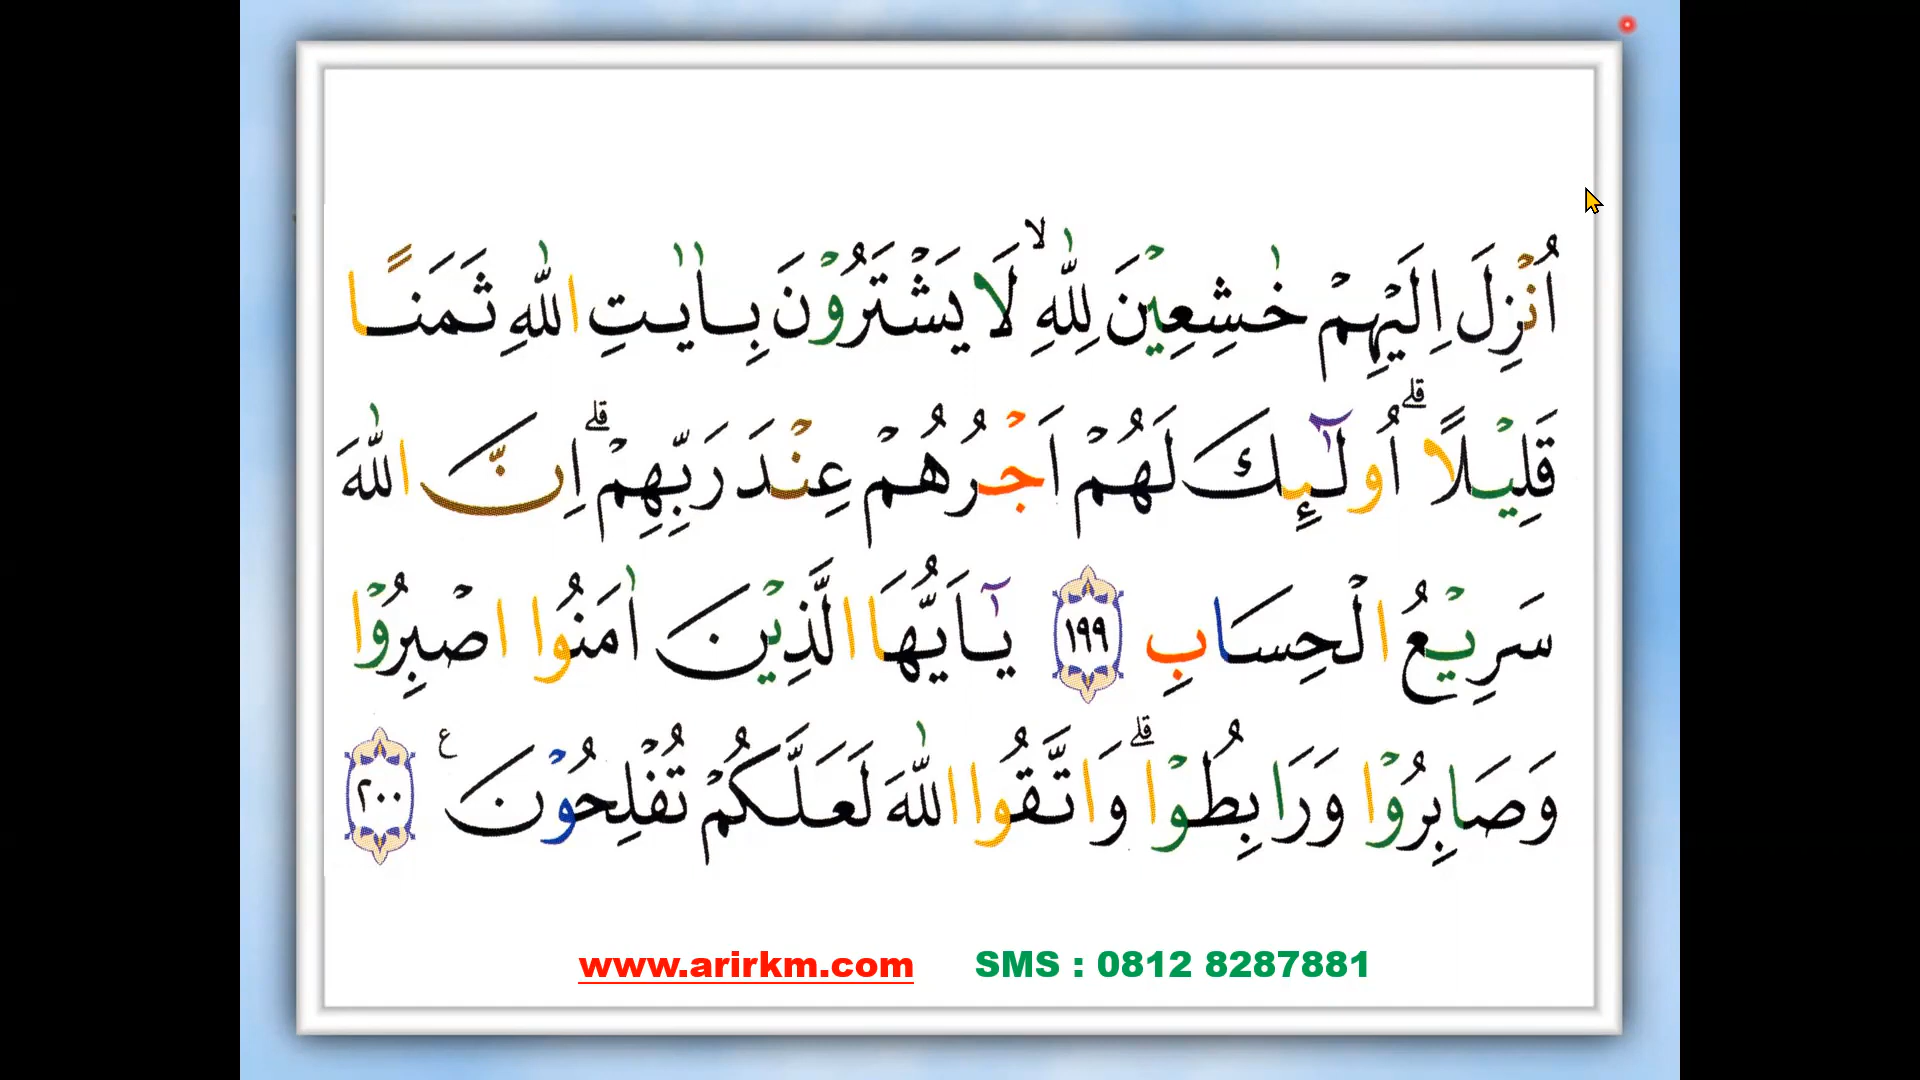 اُنْزِلَ اِلَيْهِمْ خٰشِعِيْنَ لِلّٰهِ ۙ لَا يَشْتَرُوْنَ بِاٰيٰتِ اللّٰهِ ثَمَنًا
قَلِيْلًا ۗ اُولٰۤىِٕكَ لَهُمْ اَجْرُهُمْ عِنْدَ رَبِّهِمْ ۗ اِنَّ اللّٰهَ
سَرِيْعُ الْحِسَابِ ١٩٩ يٰٓاَيُّهَا الَّذِيْنَ اٰمَنُوا اصْبِرُوْا
وَصَابِرُوْا وَرَابِطُوْا ۗ وَاتَّقُوا اللّٰهَ لَعَلَّكُمْ تُفْلِحُوْنَ ع ٢٠٠
www.arirkm.com SMS : 0812 8287881